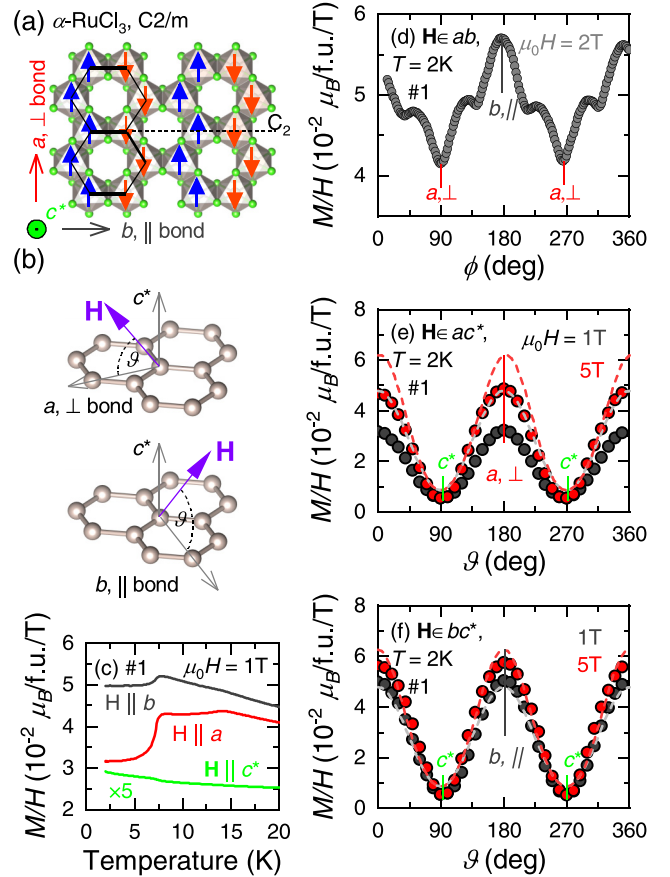 (a)
α-RuCl3, C2/m
a, ⊥ bond
C2
c*
b, || bond
(b)
c*
H
ϑ
a, ⊥ bond
c*
H
ϑ
b, || bond
(c) #1
μ0H = 1T
H || b
H || a
H || c*
×5
6
5
4
3
2
0
5
10
15
20
M/H (10-2 μB/f.u./T)
Temperature (K)
(d) H∈ab,
μ0H = 2T
T = 2K
#1
b,||
a,⊥
a,⊥
6
5
4
0
90
180
270
360
M/H (10-2 μB/f.u./T)
ϕ (deg)
(e) H∈ac*,
μ0H = 1T
T = 2K
5T
#1
c*
c*
a, ⊥
8
6
4
2
0
0
90
180
270
360
M/H (10-2 μB/f.u./T)
ϑ (deg)
(f) H∈bc*,
1T
T = 2K
5T
#1
c*
c*
b, //
8
6
4
2
0
0
90
180
270
360
M/H (10-2 μB/f.u./T)
ϑ (deg)